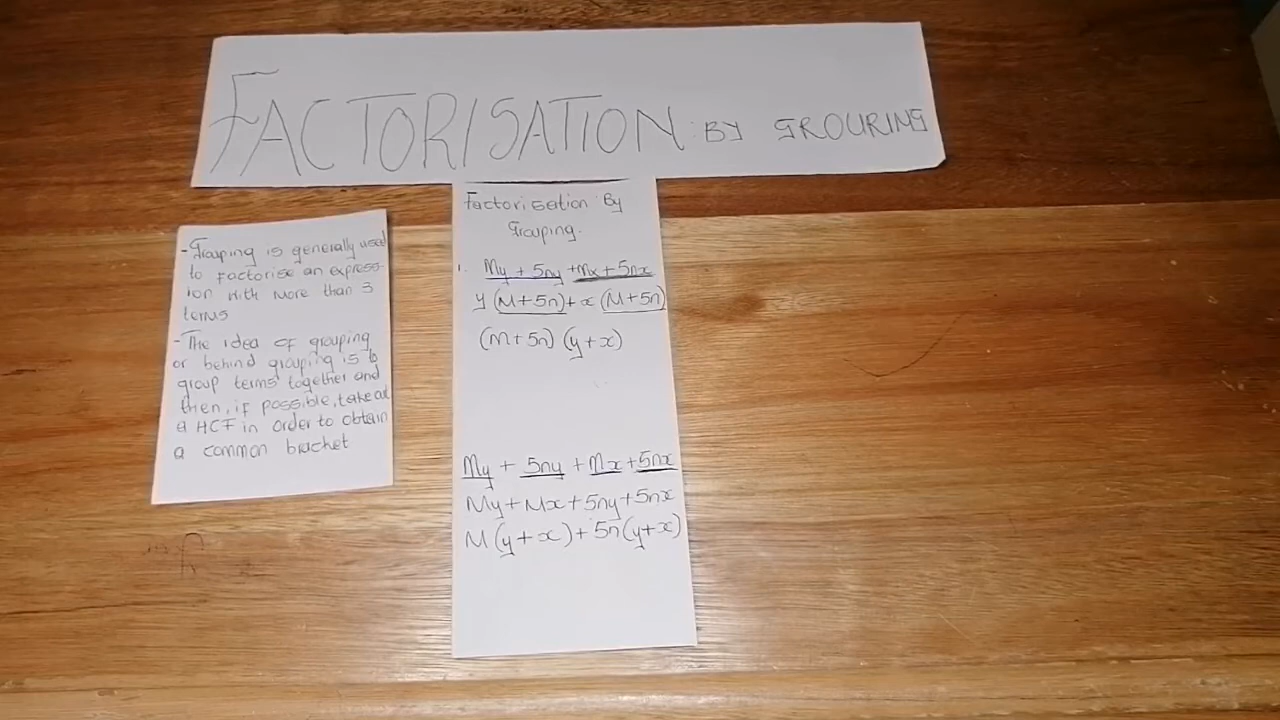 FACTORISATION BY GROURING
- Grouping is generally used
to factorise an express-
ion with more than 3
terms
- The idea of grouping
or behind grouping is to
group terms together and
then, if possible, take out
a HCF in order to obtain
a common bracket
Factorisation By
Grouping.
1. My + 5ny + Mx + 5nx
y (M+5n) + x (M+5n)
(M+5n) (y+x)
My + 5ny + Mx + 5nx
My + Mx + 5ny + 5nx
M(y+x) + 5n(y+x)